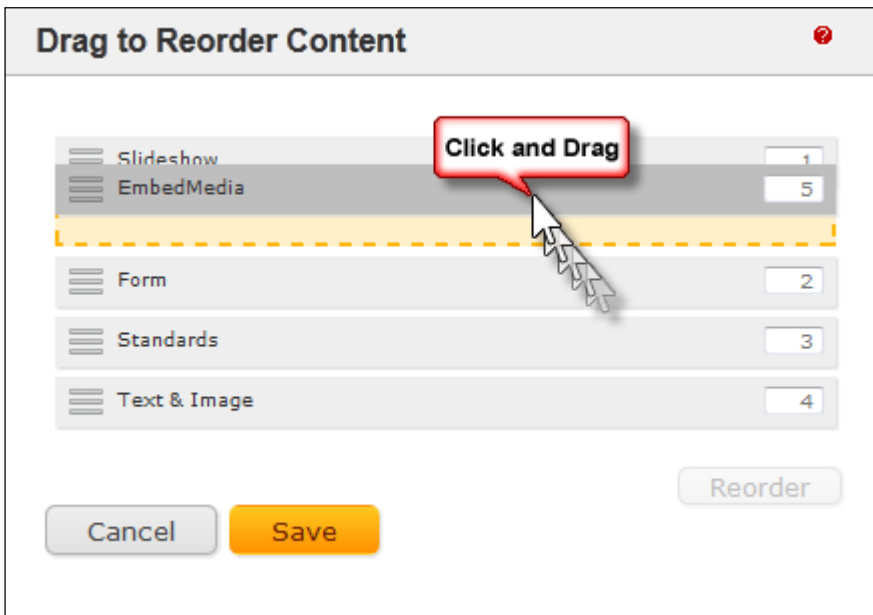 Drag to Reorder Content ?
Click and Drag
Slideshow 1
EmbedMedia 5
Form 2
Standards 3
Text & Image 4
Reorder
Cancel Save